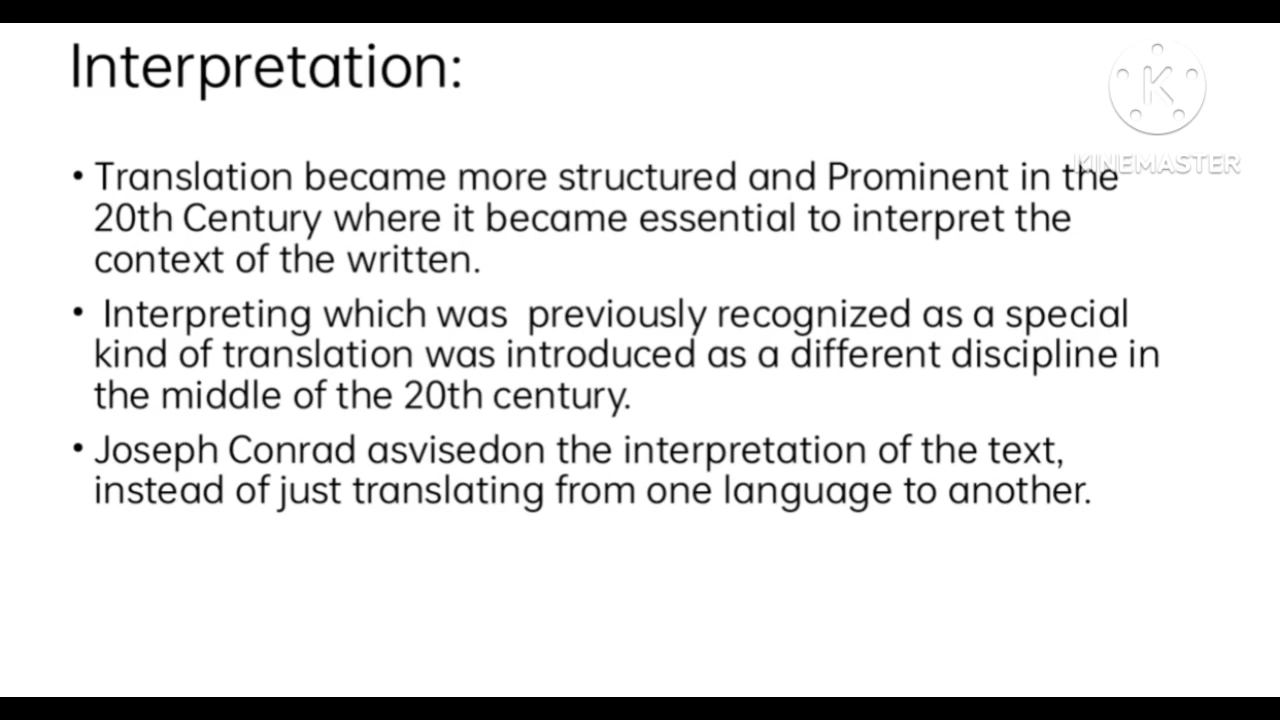 Interpretation:
K
KINEMASTER
• Translation became more structured and Prominent in the
20th Century where it became essential to interpret the
context of the written.
• Interpreting which was previously recognized as a special
kind of translation was introduced as a different discipline in
the middle of the 20th century.
• Joseph Conrad asvisedon the interpretation of the text,
instead of just translating from one language to another.